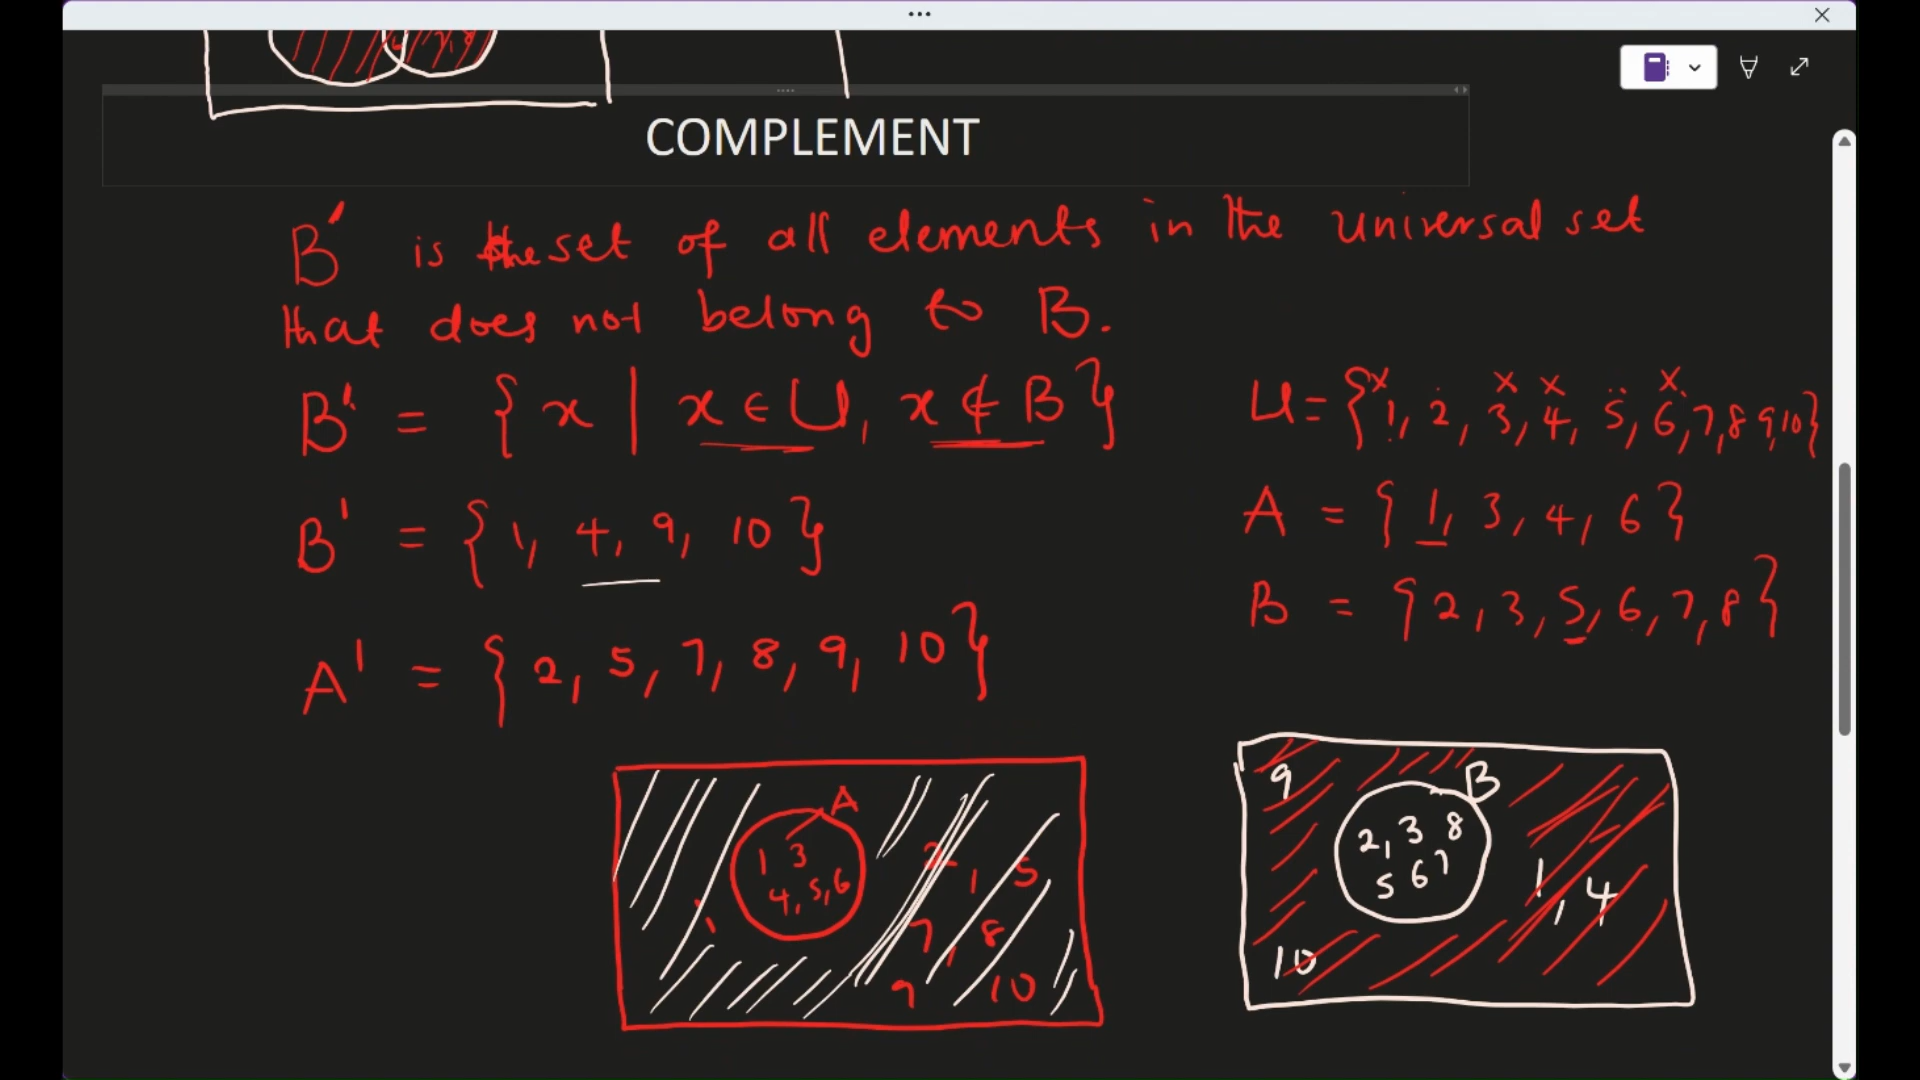 COMPLEMENT
B' is the set of all elements in the universal set
that does not belong to B.
B' = { x | x ∈ U, x ∉ B }
U = { 1, 2, 3, 4, 5, 6, 7, 8 9, 10 }
x x x x
A = { 1, 3, 4, 6 }
B' = { 1, 4, 9, 10 }
B = { 2, 3, 5, 6, 7, 8 }
A' = { 2, 5, 7, 8, 9, 10 }
A
1 3
4, 5, 6
2, 5
7, 8
9 10
9
B
2, 3 8
5 6 7
1, 4
10